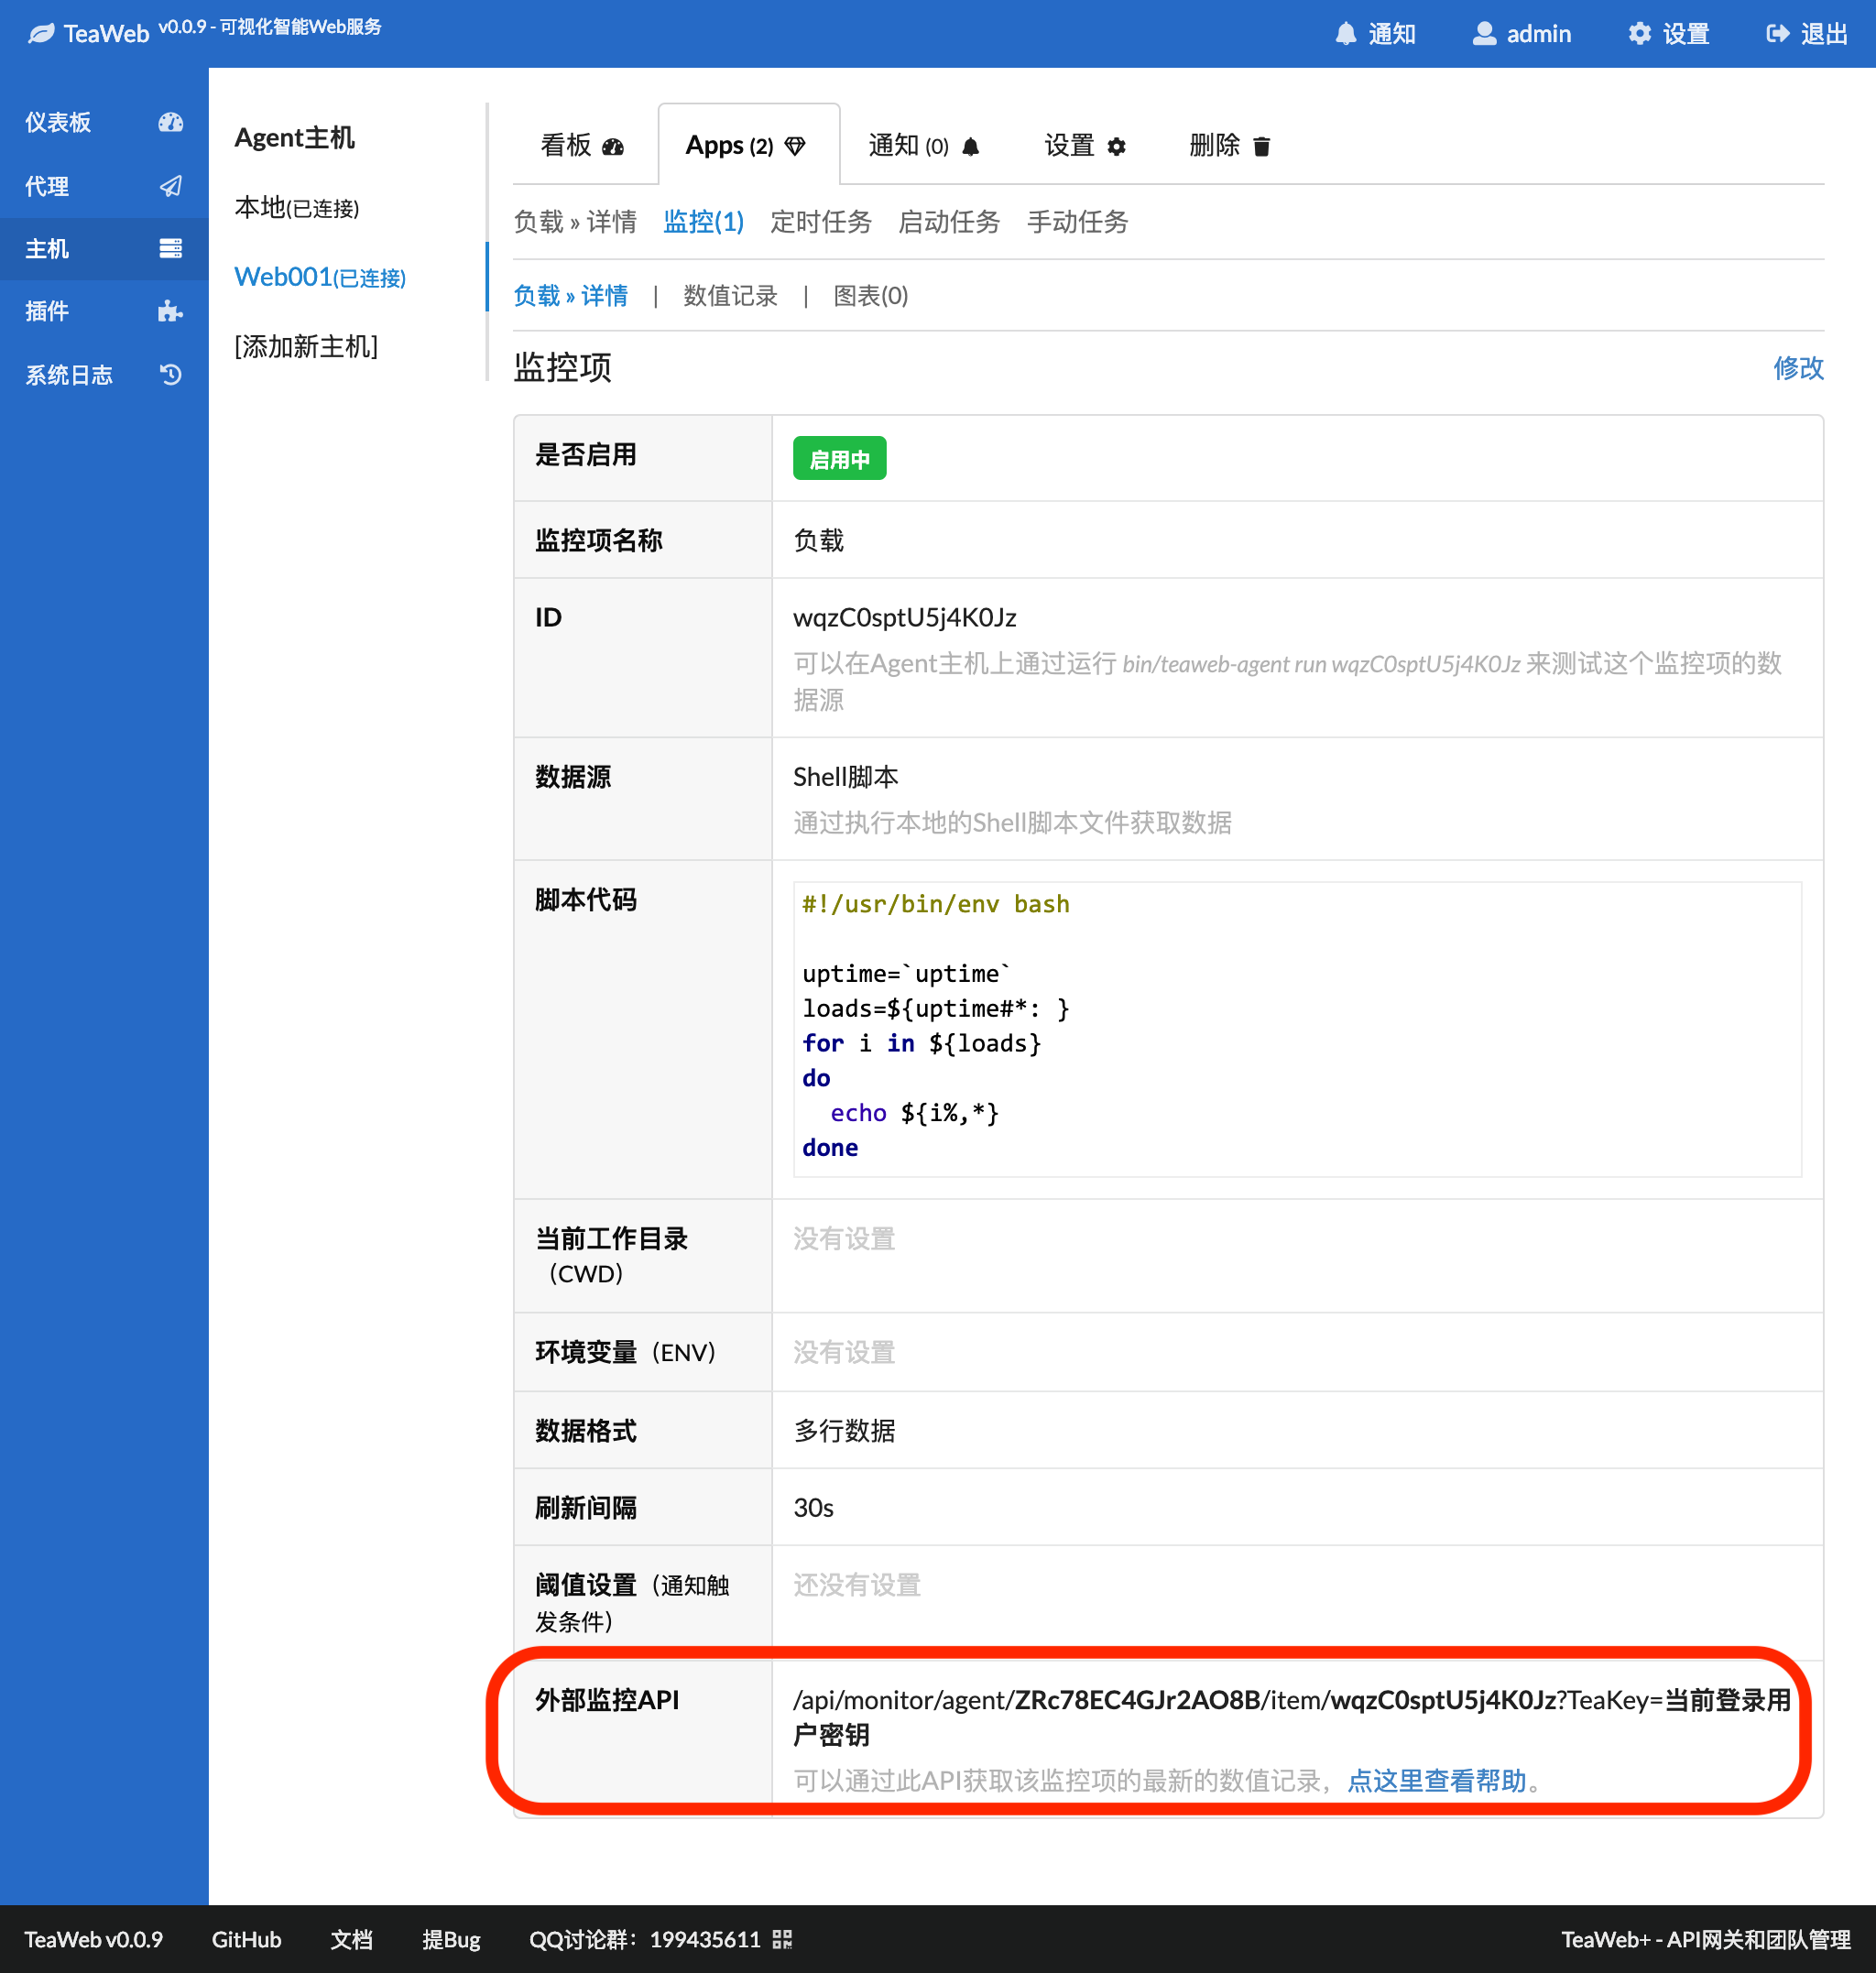 TeaWeb v0.0.9 - 可视化智能Web服务
通知 admin 设置 退出
仪表板
代理
主机
插件
系统日志
Agent主机
本地(已连接)
Web001(已连接)
[添加新主机]
看板 Apps (2) 通知 (0) 设置 删除
负载 » 详情 监控(1) 定时任务 启动任务 手动任务
负载 » 详情 | 数值记录 | 图表(0)
监控项 修改
是否启用 启用中
监控项名称 负载
ID wqzC0sptU5j4K0Jz
可以在Agent主机上通过运行 bin/teaweb-agent run wqzC0sptU5j4K0Jz 来测试这个监控项的数
据源
数据源 Shell脚本
通过执行本地的Shell脚本文件获取数据
脚本代码
#!/usr/bin/env bash
uptime=`uptime`
loads=${uptime#*: }
for i in ${loads}
do
  echo ${i%,*}
done
当前工作目录 没有设置
（CWD）
环境变量（ENV） 没有设置
数据格式 多行数据
刷新间隔 30s
阈值设置（通知触 还没有设置
发条件）
外部监控API /api/monitor/agent/ZRc78EC4GJr2AO8B/item/wqzC0sptU5j4K0Jz?TeaKey=当前登录用
户密钥
可以通过此API获取该监控项的最新的数值记录，点这里查看帮助。
TeaWeb v0.0.9 GitHub 文档 提Bug QQ讨论群：199435611 TeaWeb+ - API网关和团队管理